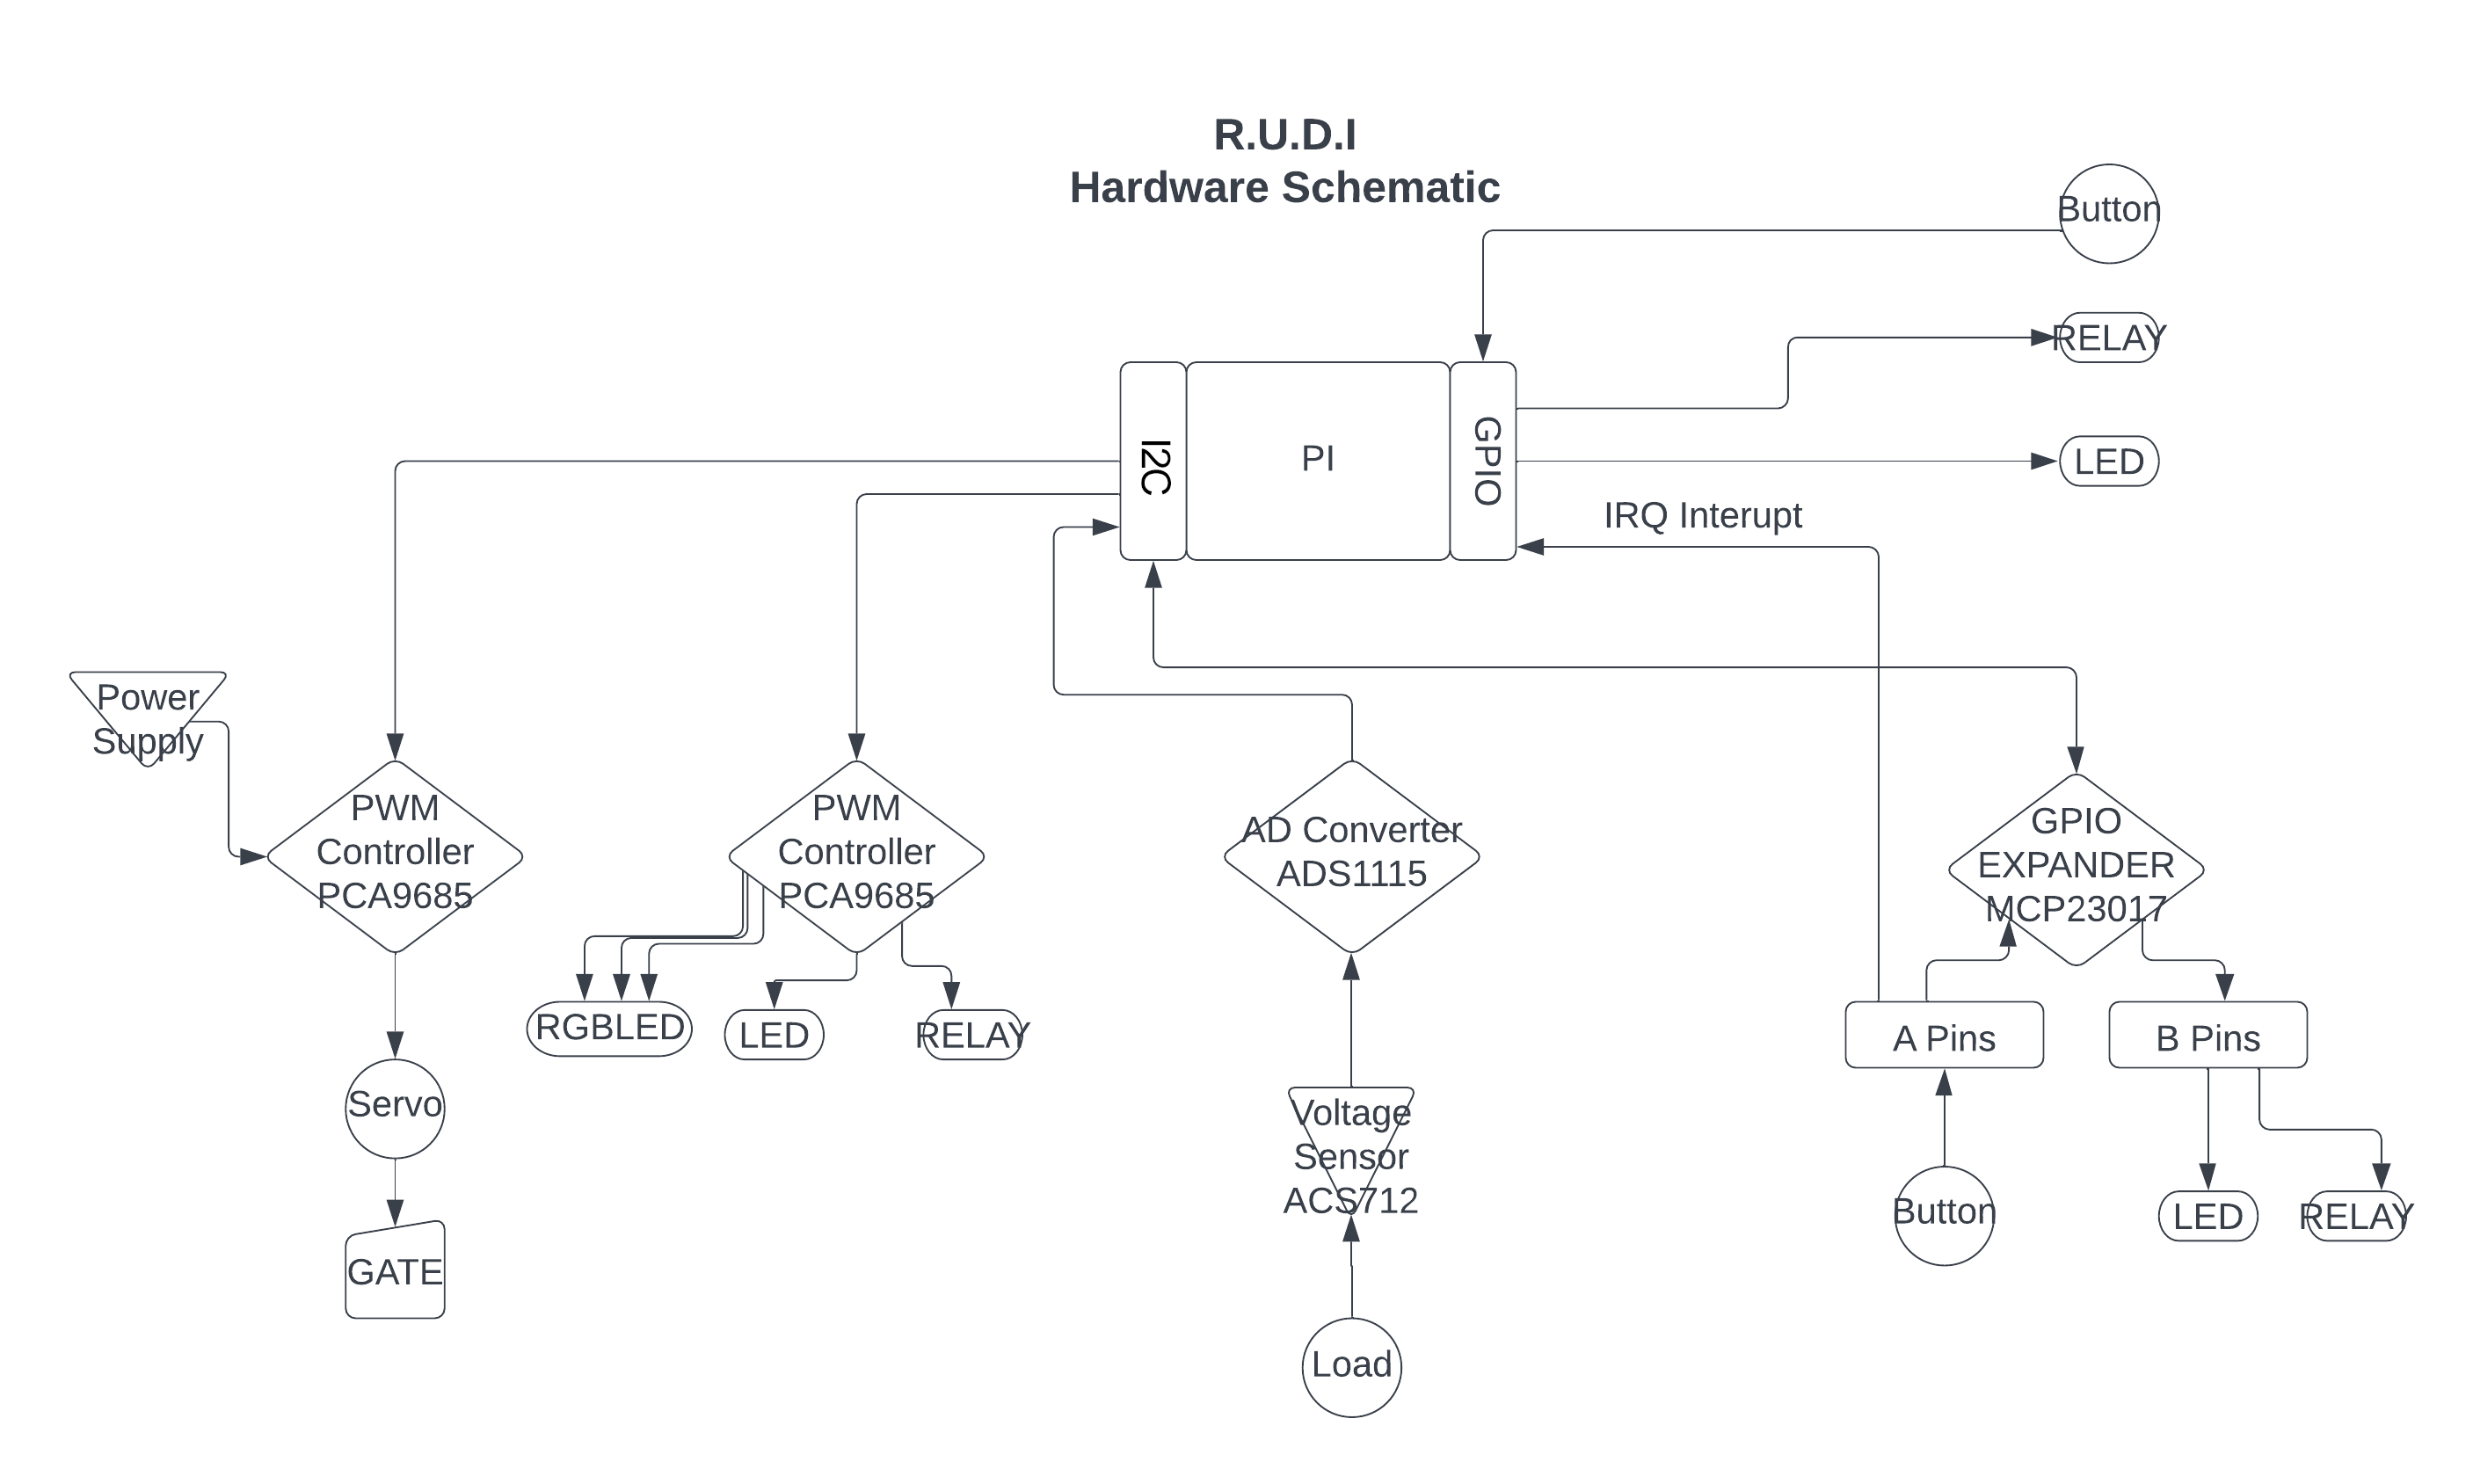 R.U.D.I
Hardware Schematic
Button
RELAY
I2C
PI
GPIO
LED
IRQ Interupt
Power
Supply
PWM
Controller
PCA9685
PWM
Controller
PCA9685
AD Converter
ADS1115
GPIO
EXPANDER
MCP23017
RGBLED
LED
RELAY
A Pins
B Pins
Servo
Voltage
Sensor
ACS712
Button
LED
RELAY
GATE
Load